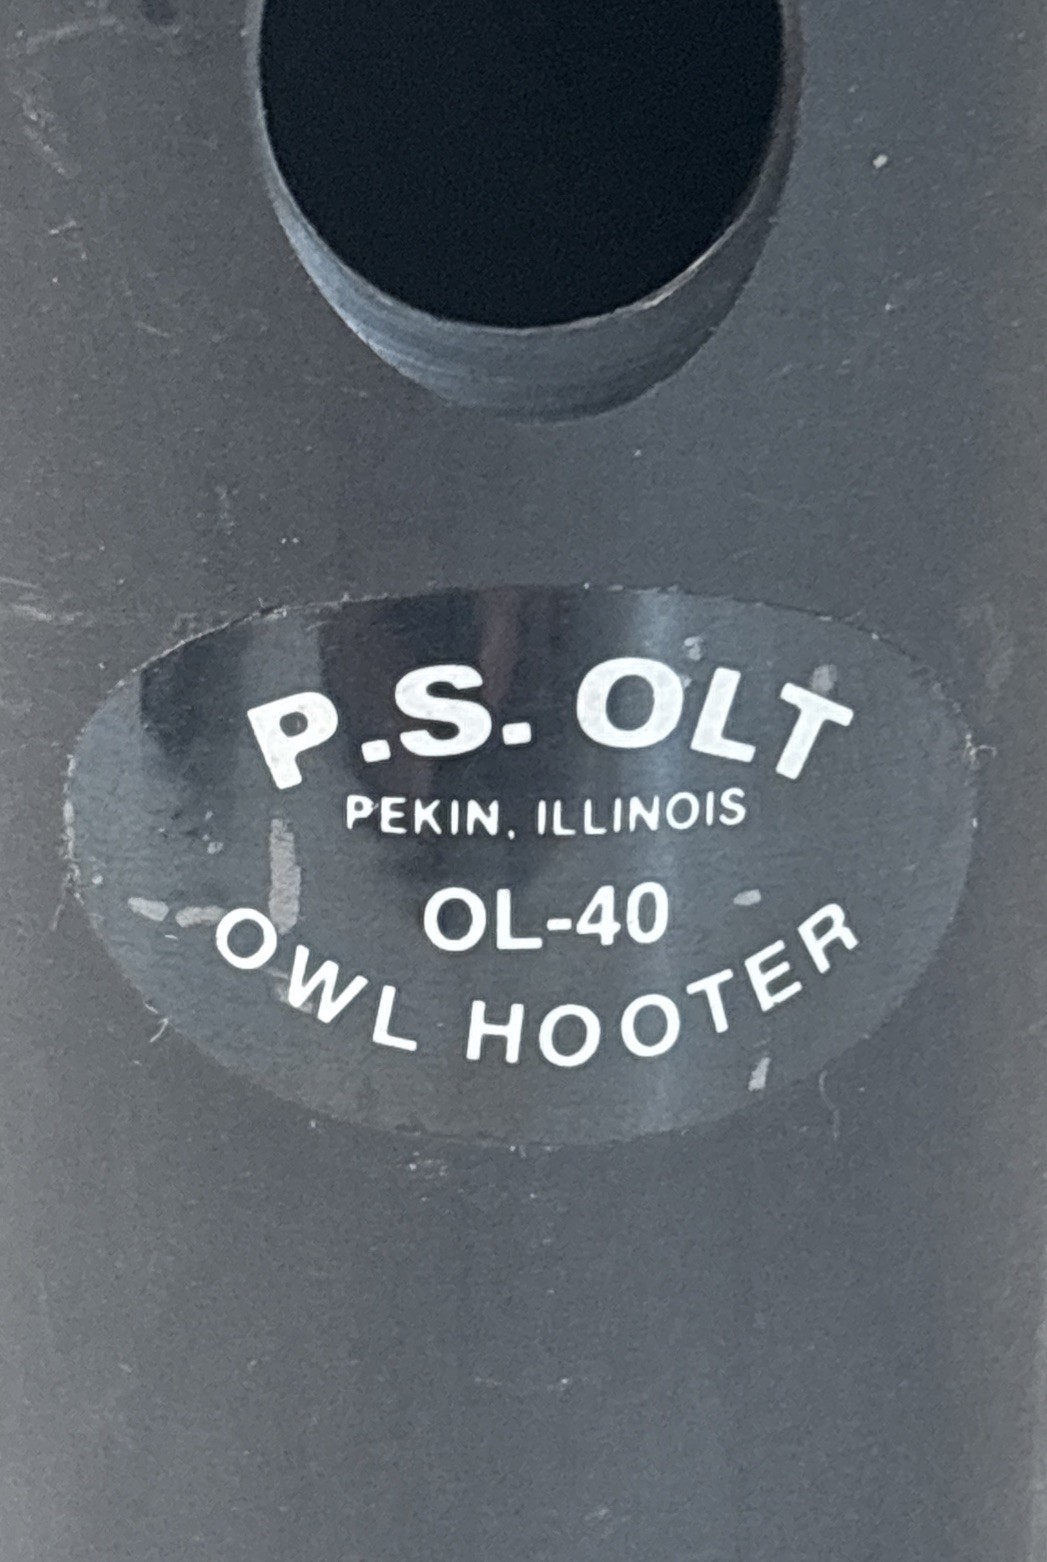 P.S. OLT
PEKIN, ILLINOIS
OL-40
OWL HOOTER